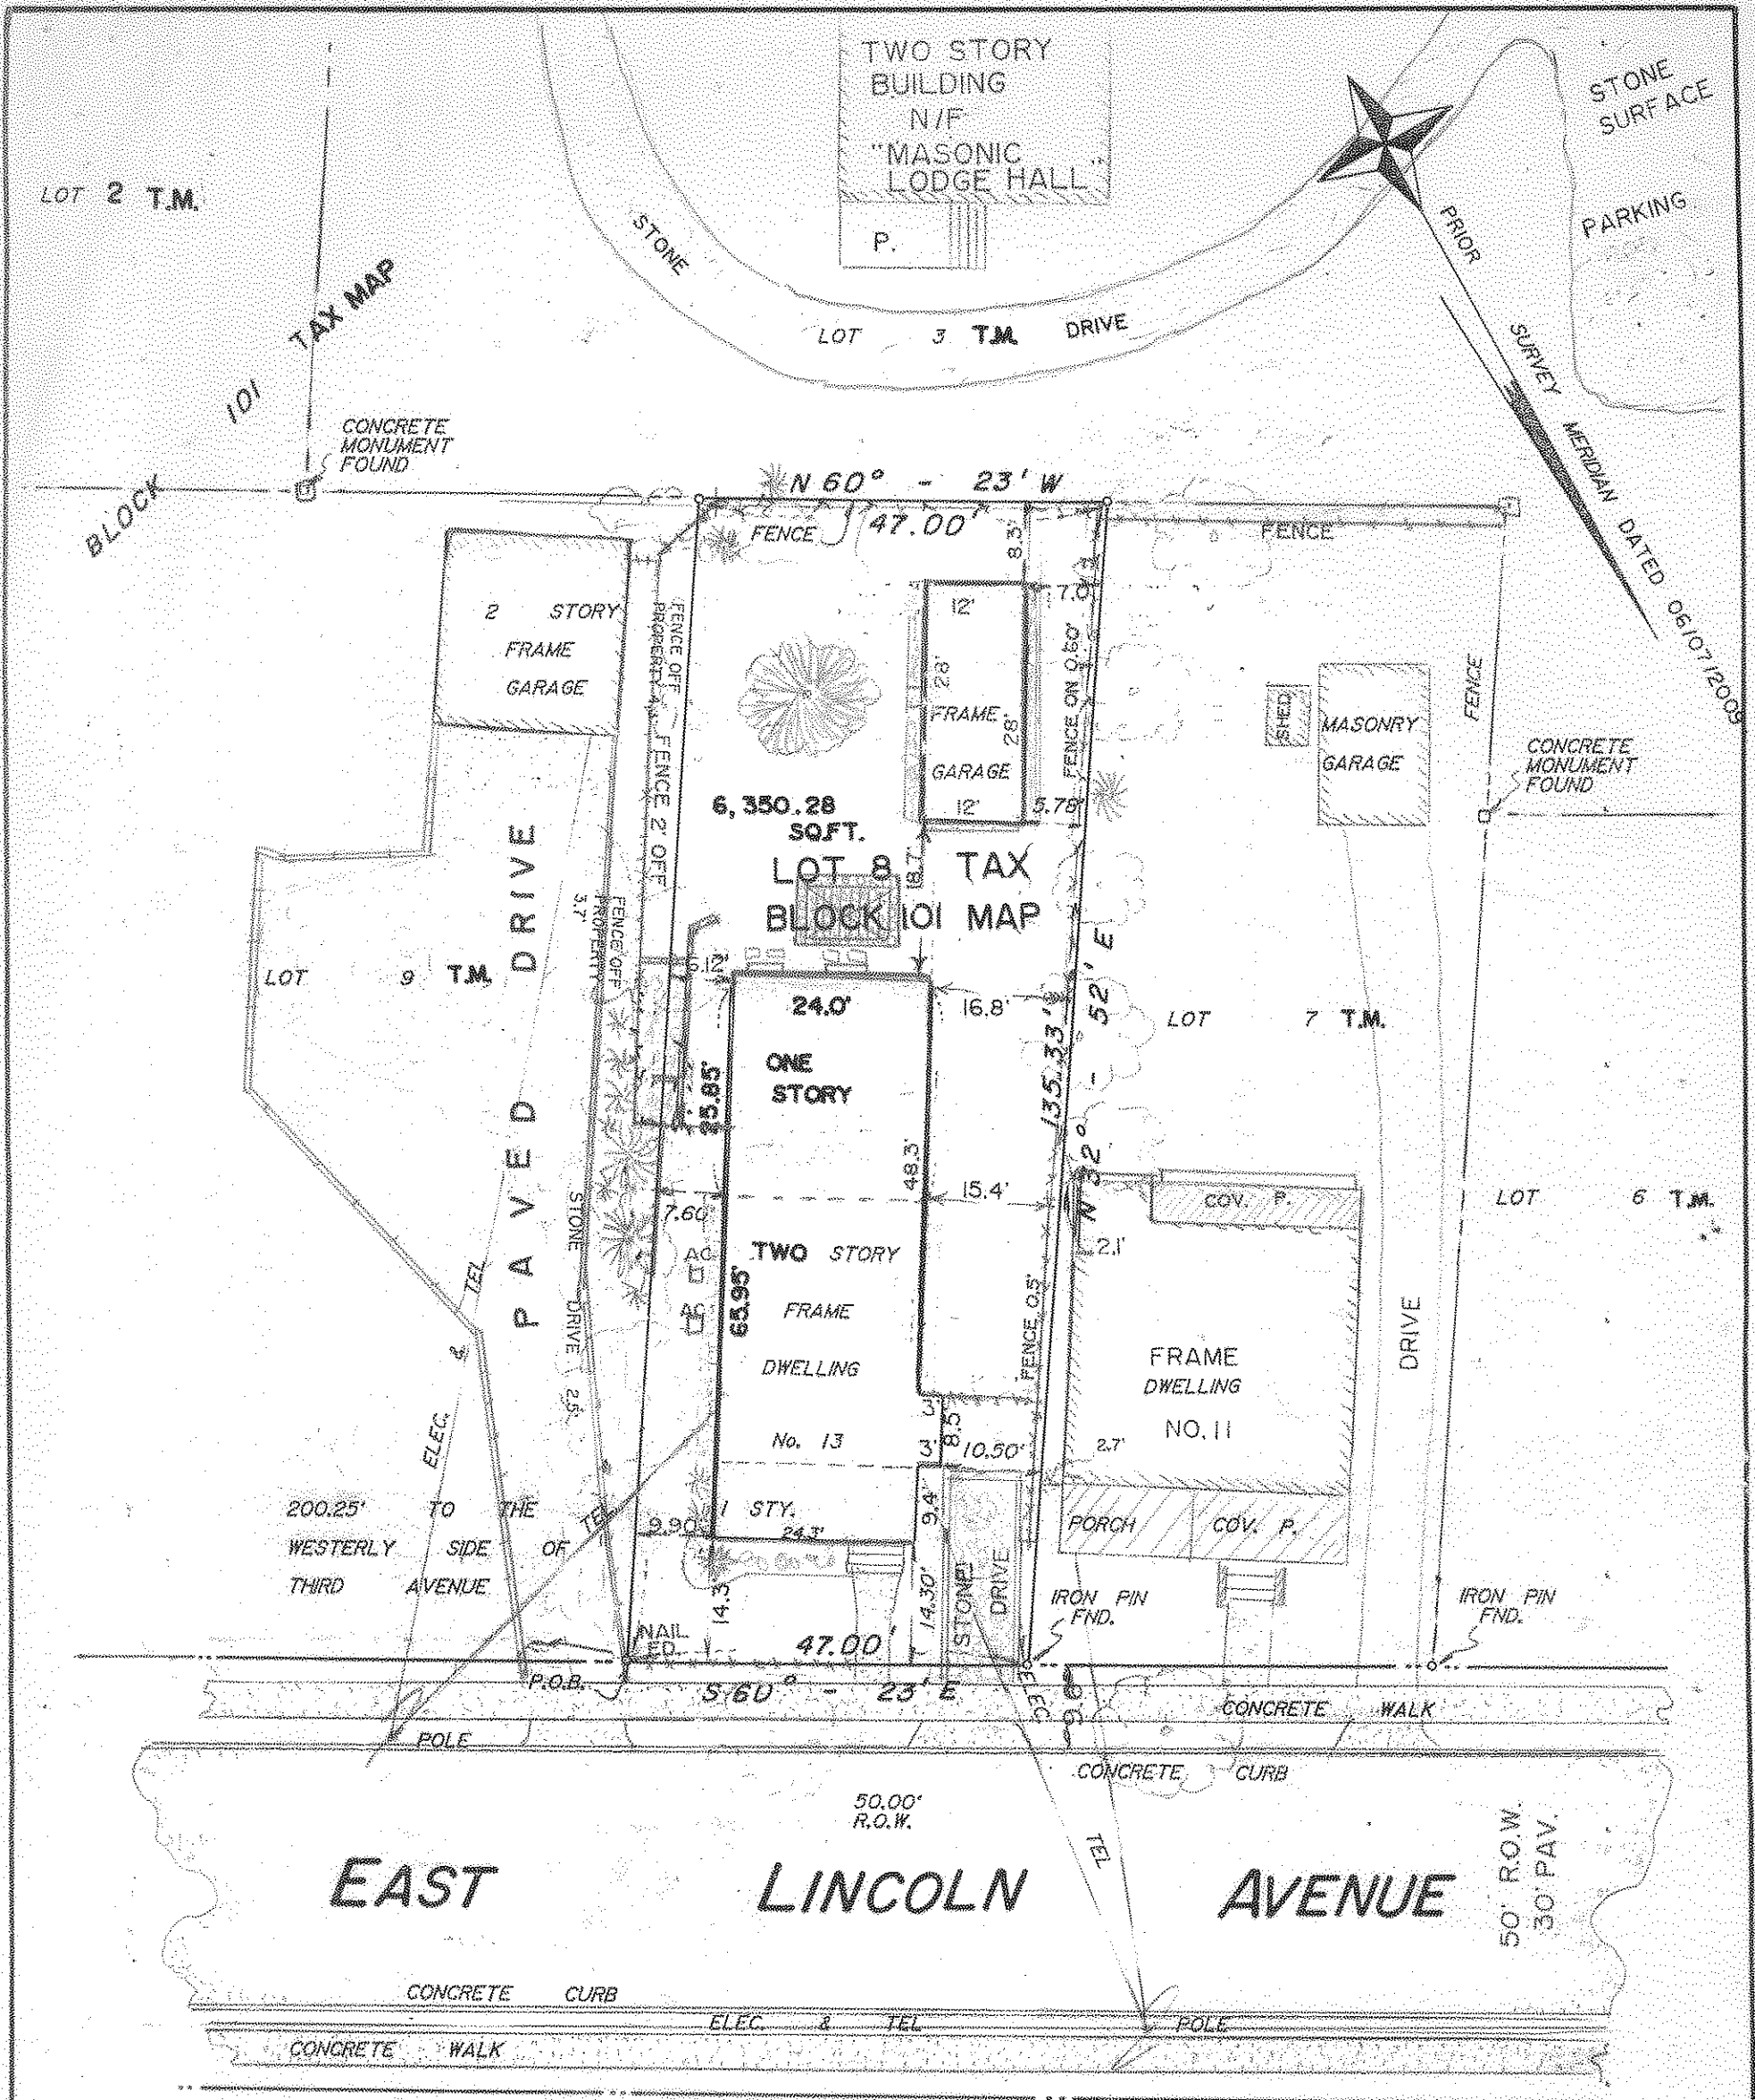 TWO STORY
BUILDING
N/F
"MASONIC
LODGE HALL"
P.
STONE
SURFACE
PARKING
LOT 2 T.M.
STONE
LOT 3 T.M. DRIVE
TAX MAP
101
BLOCK
PRIOR
SURVEY
MERIDIAN DATED 06/07/2009
CONCRETE
MONUMENT
FOUND
N 60° - 23' W
47.00'
FENCE
FENCE
8.3'
7.0'
12'
2 STORY
FRAME
GARAGE
FENCE OFF
PROPERTY
FENCE 2' OFF
28'
FRAME
28'
GARAGE
12'
5.78'
FENCE ON 0.60'
SHED
MASONRY
GARAGE
FENCE
CONCRETE
MONUMENT
FOUND
6,350.28
SQ.FT.
LOT 8 TAX
BLOCK 101 MAP
18.7'
PAVED DRIVE
FENCE OFF
PROPERTY
3.7'
LOT 9 T.M.
6.12'
24.0'
16.8'
ONE
STORY
25.85'
135.33'
N 32° - 52' E
LOT 7 T.M.
48.3'
15.4'
7.60'
AC
AC
TWO STORY
FRAME
DWELLING
No. 13
65.95'
COV. P.
LOT 6 T.M.
2.1'
FENCE 0.5'
FRAME
DWELLING
NO. 11
2.7'
DRIVE
STONE DRIVE 2.5'
TEL
&
ELEC.
3'
8.5'
3'
10.50'
200.25' TO THE
WESTERLY SIDE OF
THIRD AVENUE
TEL
1 STY.
9.90'
24.3'
9.4'
PORCH COV. P.
14.3'
14.30'
STONE
DRIVE
IRON PIN
FND.
IRON PIN
FND.
NAIL
47.00'
P.O.B.
S 60° - 23' E
ELEC
9.6'
CONCRETE WALK
POLE
CONCRETE CURB
50.00'
R.O.W.
TEL
EAST LINCOLN AVENUE
50' R.O.W.
30' PAV.
CONCRETE CURB
ELEC. & TEL POLE
CONCRETE WALK